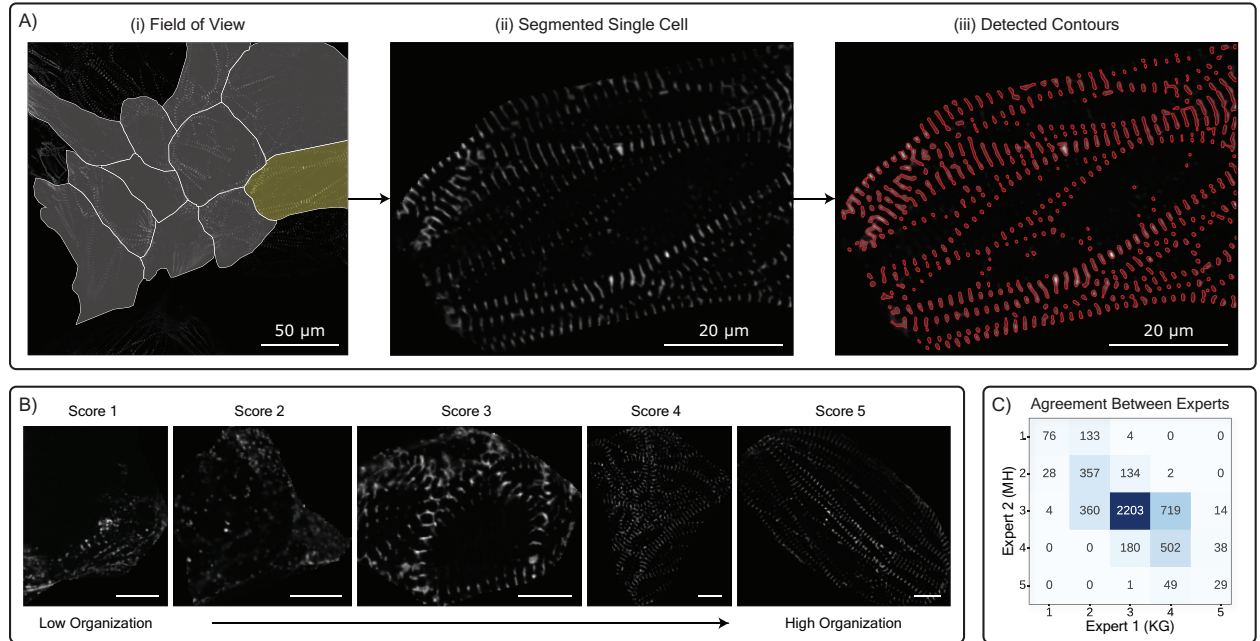 A)
(i) Field of View
(ii) Segmented Single Cell
(iii) Detected Contours
50 µm
20 µm
20 µm
B)
Score 1
Score 2
Score 3
Score 4
Score 5
Low Organization
High Organization
C)
Agreement Between Experts
Expert 2 (MH)
1 76 133 4 0 0
2 28 357 134 2 0
3 4 360 2203 719 14
4 0 0 180 502 38
5 0 0 1 49 29
1 2 3 4 5
Expert 1 (KG)